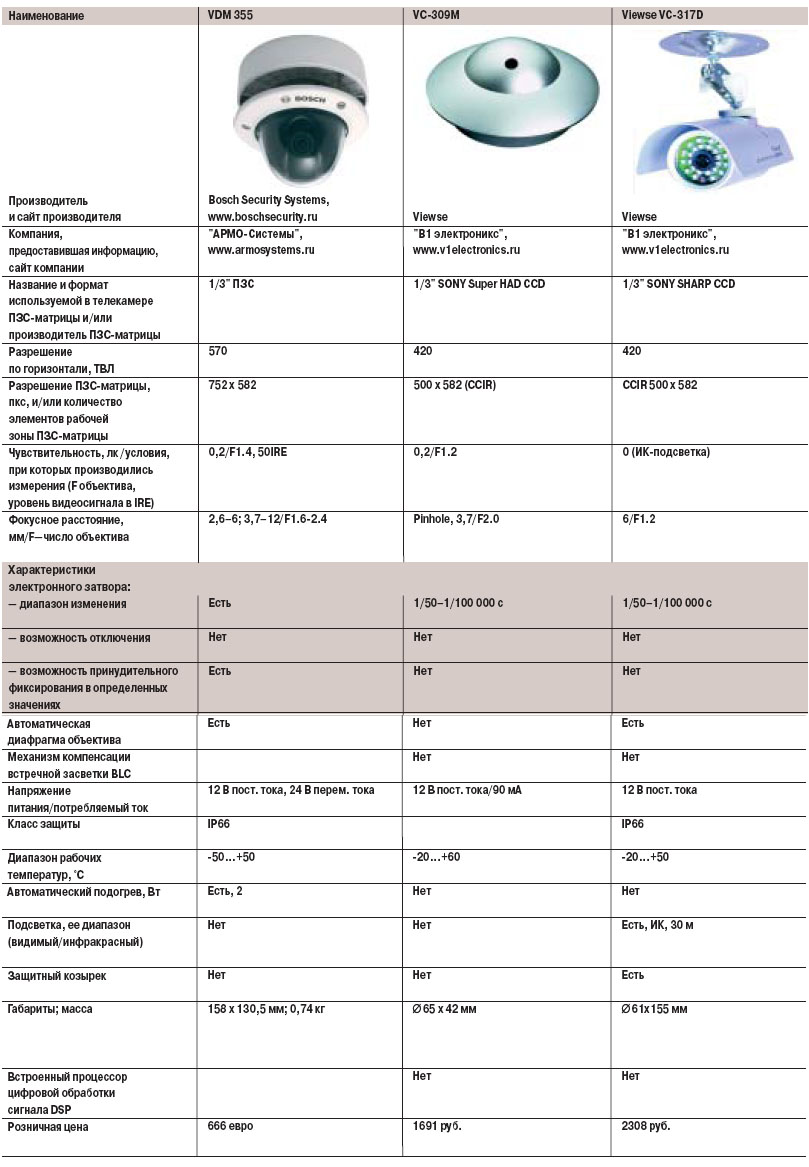 Наименование VDM 355 VC-309M Viewse VC-317D
BOSCH
Производитель
и сайт производителя
Bosch Security Systems,
www.boschsecurity.ru
Viewse
Viewse
Компания,
предоставившая информацию,
сайт компании
"АРМО-Системы",
www.armosystems.ru
"В1 электроникс",
www.v1electronics.ru
"В1 электроникс",
www.v1electronics.ru
Название и формат
используемой в телекамере
ПЗС-матрицы и/или
производитель ПЗС-матрицы
1/3" ПЗС
1/3" SONY Super HAD CCD
1/3" SONY SHARP CCD
Разрешение
по горизонтали, ТВЛ
570
420
420
Разрешение ПЗС-матрицы,
пкс, и/или количество
элементов рабочей
зоны ПЗС-матрицы
752 x 582
500 x 582 (CCIR)
CCIR 500 x 582
Чувствительность, лк /условия,
при которых производились
измерения (F объектива,
уровень видеосигнала в IRE)
0,2/F1.4, 50IRE
0,2/F1.2
0 (ИК-подсветка)
Фокусное расстояние,
мм/F—число объектива
2,6–6; 3,7–12/F1.6-2.4
Pinhole, 3,7/F2.0
6/F1.2
Характеристики
электронного затвора:
— диапазон изменения
Есть
1/50–1/100 000 с
1/50–1/100 000 с
— возможность отключения
Нет
Нет
Нет
— возможность принудительного
фиксирования в определенных
значениях
Есть
Нет
Нет
Автоматическая
диафрагма объектива
Есть
Нет
Есть
Механизм компенсации
встречной засветки BLC
Нет
Нет
Напряжение
питания/потребляемый ток
12 В пост. тока, 24 В перем. тока
12 В пост. тока/90 мА
12 В пост. тока
Класс защиты
IP66
IP66
Диапазон рабочих
температур, °С
-50...+50
-20...+60
-20...+50
Автоматический подогрев, Вт
Есть, 2
Нет
Нет
Подсветка, ее диапазон
(видимый/инфракрасный)
Нет
Нет
Есть, ИК, 30 м
Защитный козырек
Нет
Нет
Есть
Габариты; масса
158 x 130,5 мм; 0,74 кг
Ø 65 x 42 мм
Ø 61x155 мм
Встроенный процессор
цифровой обработки
сигнала DSP
Нет
Нет
Розничная цена
666 евро
1691 руб.
2308 руб.